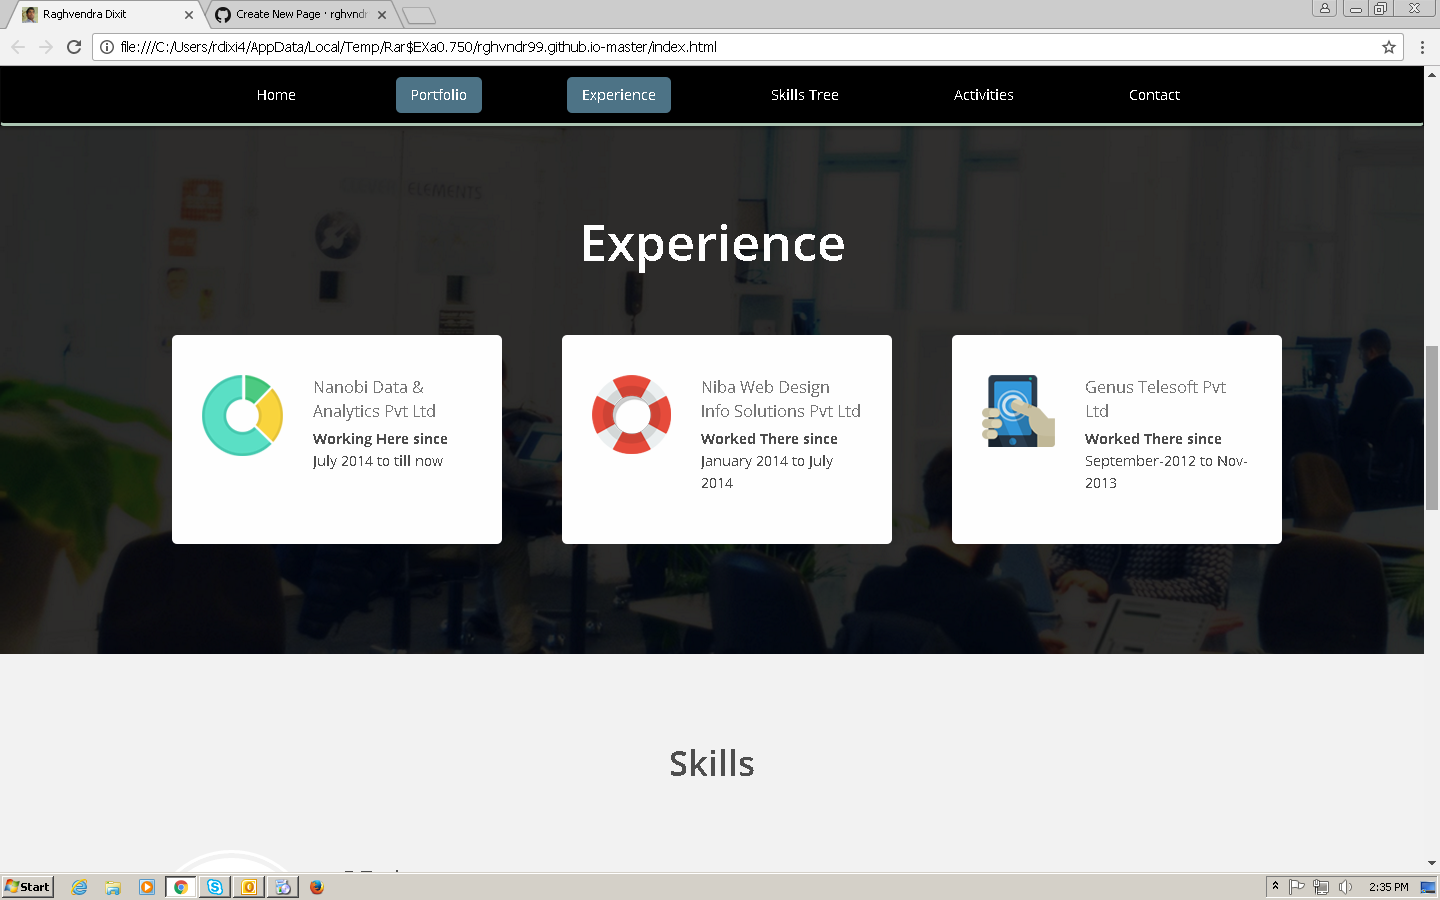 Raghvendra Dixit
Create New Page · rghvndr
file:///C:/Users/rdixi4/AppData/Local/Temp/Rar$EXa0.750/rghvndr99.github.io-master/index.html
Home Portfolio Experience Skills Tree Activities Contact
ELEMENTS
Experience
Nanobi Data &
Analytics Pvt Ltd
Working Here since
July 2014 to till now
Niba Web Design
Info Solutions Pvt Ltd
Worked There since
January 2014 to July
2014
Genus Telesoft Pvt
Ltd
Worked There since
September-2012 to Nov-
2013
Skills
Start
2:35 PM